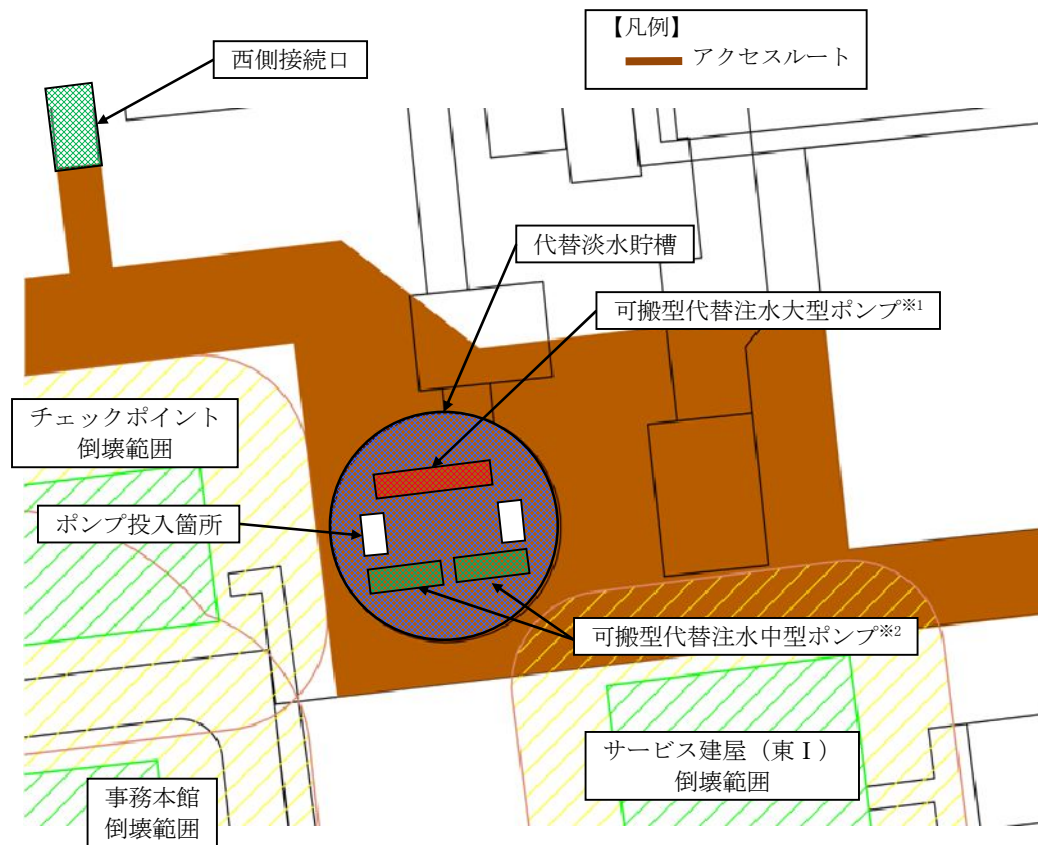 【凡例】
アクセスルート
西側接続口
代替淡水貯槽
可搬型代替注水大型ポンプ※1
チェックポイント
倒壊範囲
ポンプ投入箇所
可搬型代替注水中型ポンプ※2
サービス建屋（東Ⅰ）
倒壊範囲
事務本館
倒壊範囲